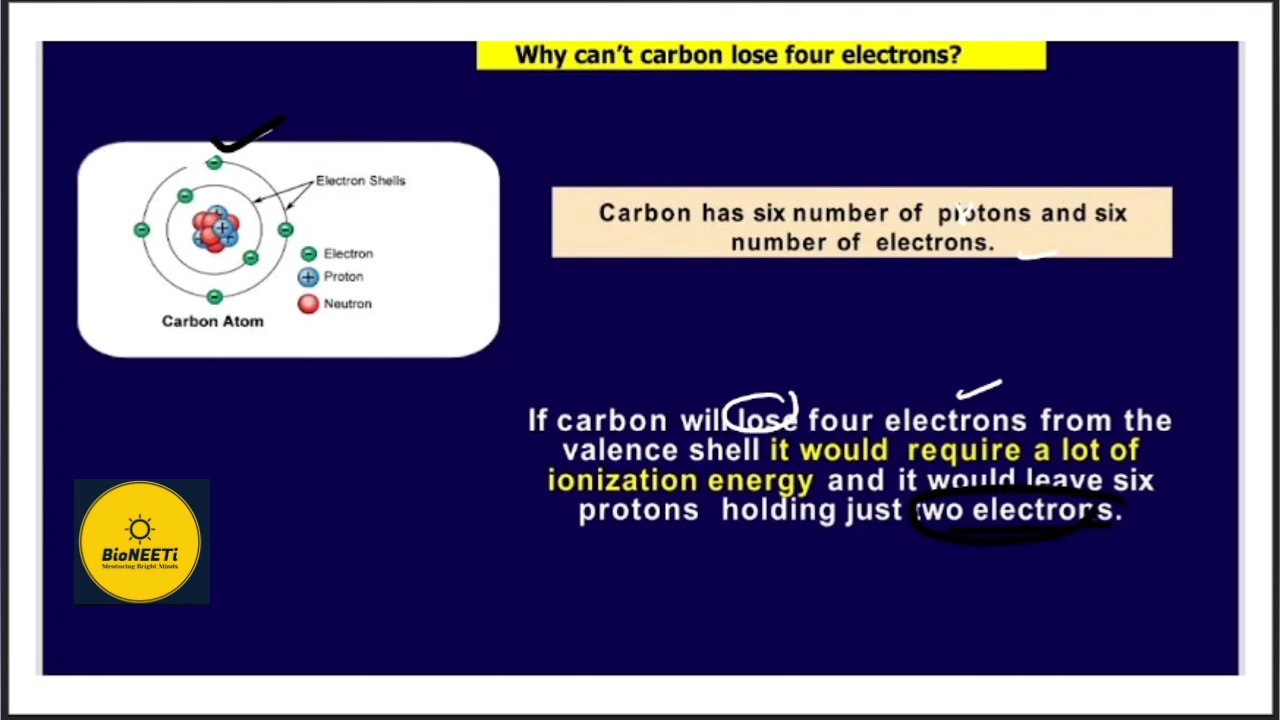 Why can't carbon lose four electrons?
Electron Shells
Electron
Proton
Neutron
Carbon Atom
Carbon has six number of protons and six
number of electrons.
If carbon will lose four electrons from the
valence shell it would require a lot of
ionization energy and it would leave six
protons holding just two electrons.
BioNEETi
Mentoring Bright Minds